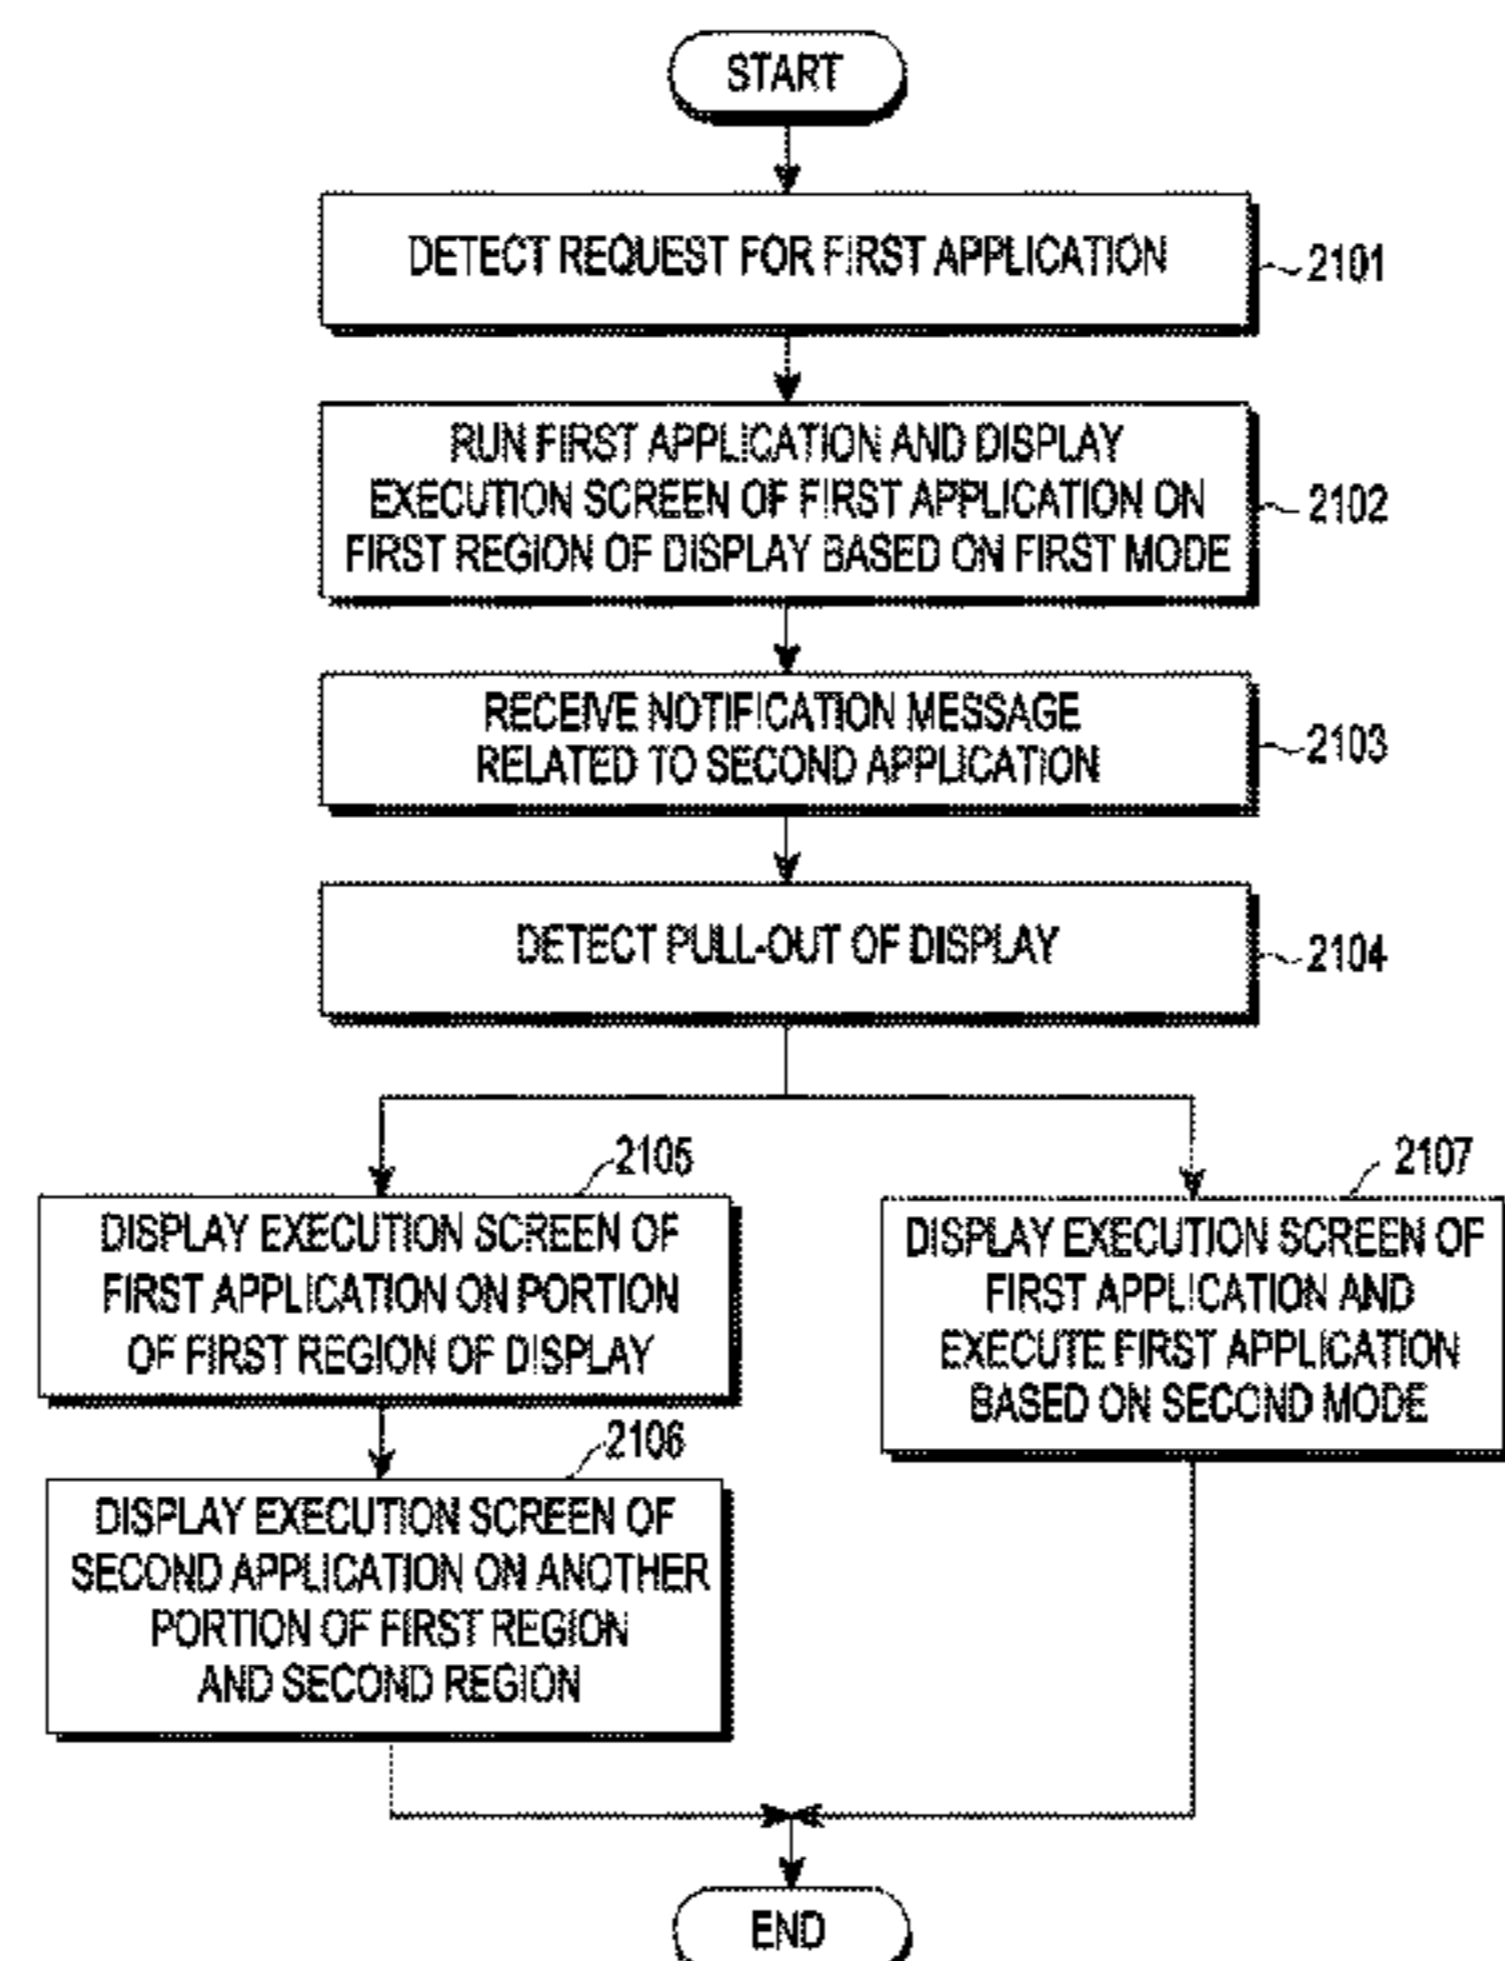 START
DETECT REQUEST FOR FIRST APPLICATION
2101
RUN FIRST APPLICATION AND DISPLAY
EXECUTION SCREEN OF FIRST APPLICATION ON
FIRST REGION OF DISPLAY BASED ON FIRST MODE
2102
RECEIVE NOTIFICATION MESSAGE
RELATED TO SECOND APPLICATION
2103
DETECT PULL-OUT OF DISPLAY
2104
2105
DISPLAY EXECUTION SCREEN OF
FIRST APPLICATION ON PORTION
OF FIRST REGION OF DISPLAY
2106
DISPLAY EXECUTION SCREEN OF
SECOND APPLICATION ON ANOTHER
PORTION OF FIRST REGION
AND SECOND REGION
2107
DISPLAY EXECUTION SCREEN OF
FIRST APPLICATION AND
EXECUTE FIRST APPLICATION
BASED ON SECOND MODE
END